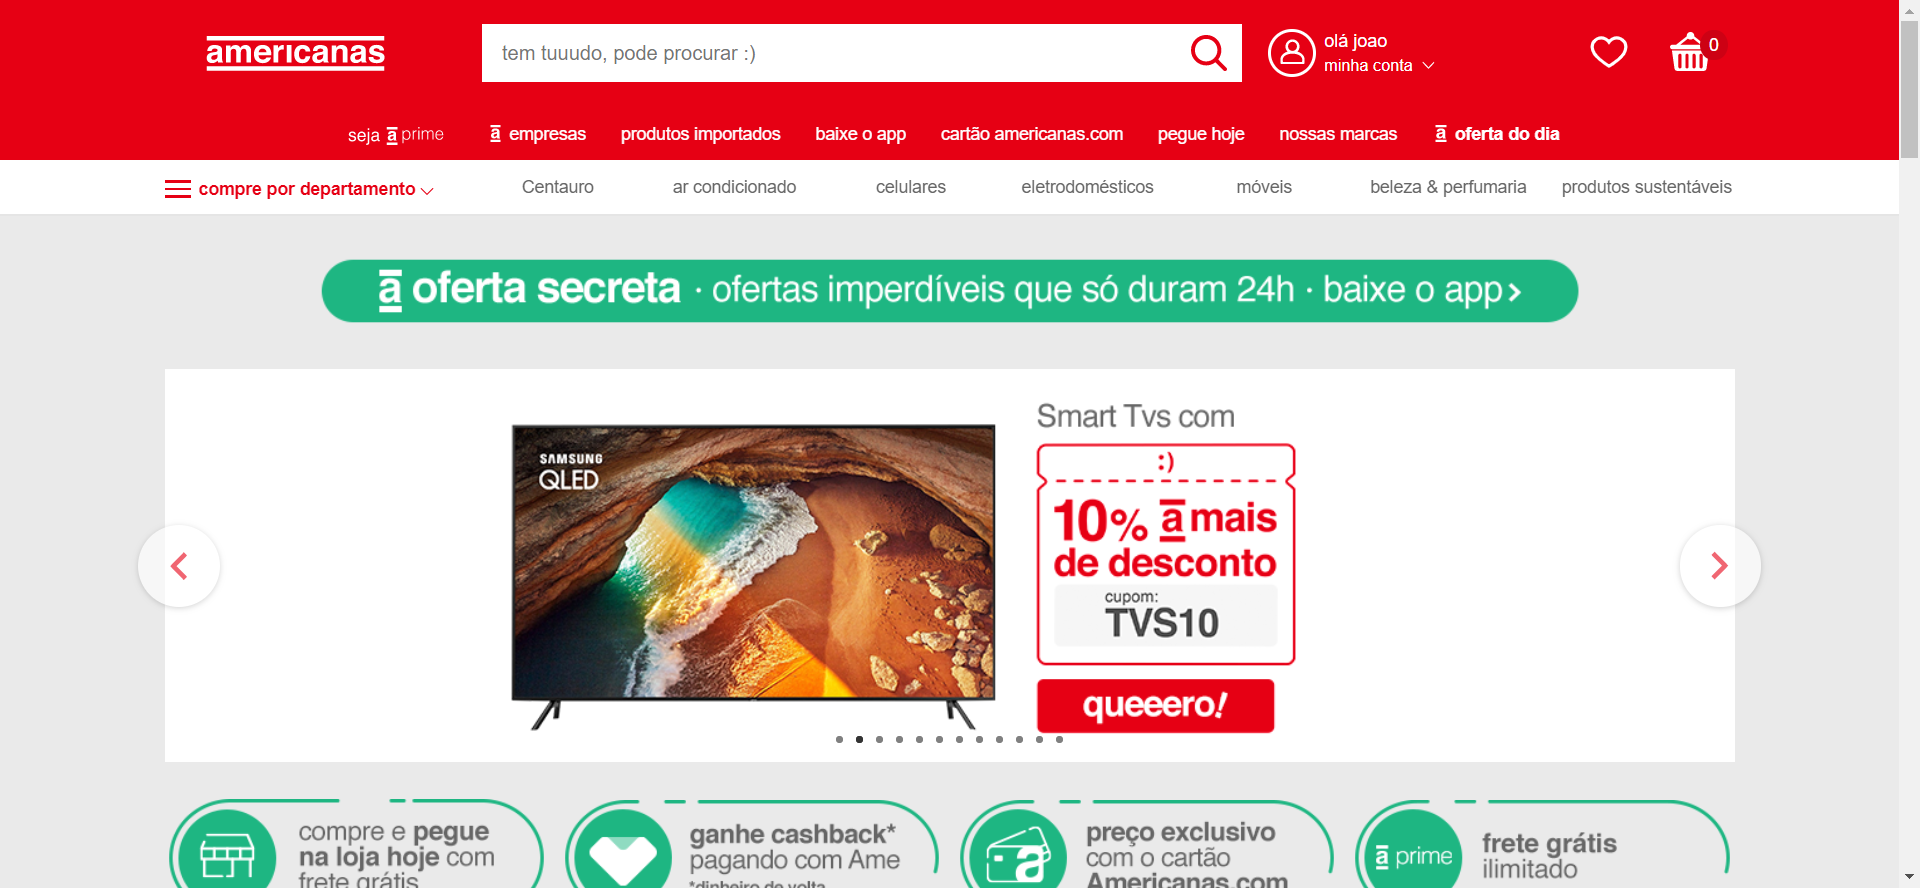 americanas
tem tuuudo, pode procurar :)
olá joao
minha conta
0
seja a prime
a empresas
produtos importados
baixe o app
cartão americanas.com
pegue hoje
nossas marcas
a oferta do dia
compre por departamento
Centauro
ar condicionado
celulares
eletrodomésticos
móveis
beleza & perfumaria
produtos sustentáveis
a oferta secreta · ofertas imperdíveis que só duram 24h · baixe o app
SAMSUNG
QLED
Smart Tvs com
:)
10% a mais
de desconto
cupom:
TVS10
queeero!
compre e pegue
na loja hoje com
frete grátis
ganhe cashback*
pagando com Ame
*dinheiro de volta
a
preço exclusivo
com o cartão
Americanas.com
a prime
frete grátis
ilimitado